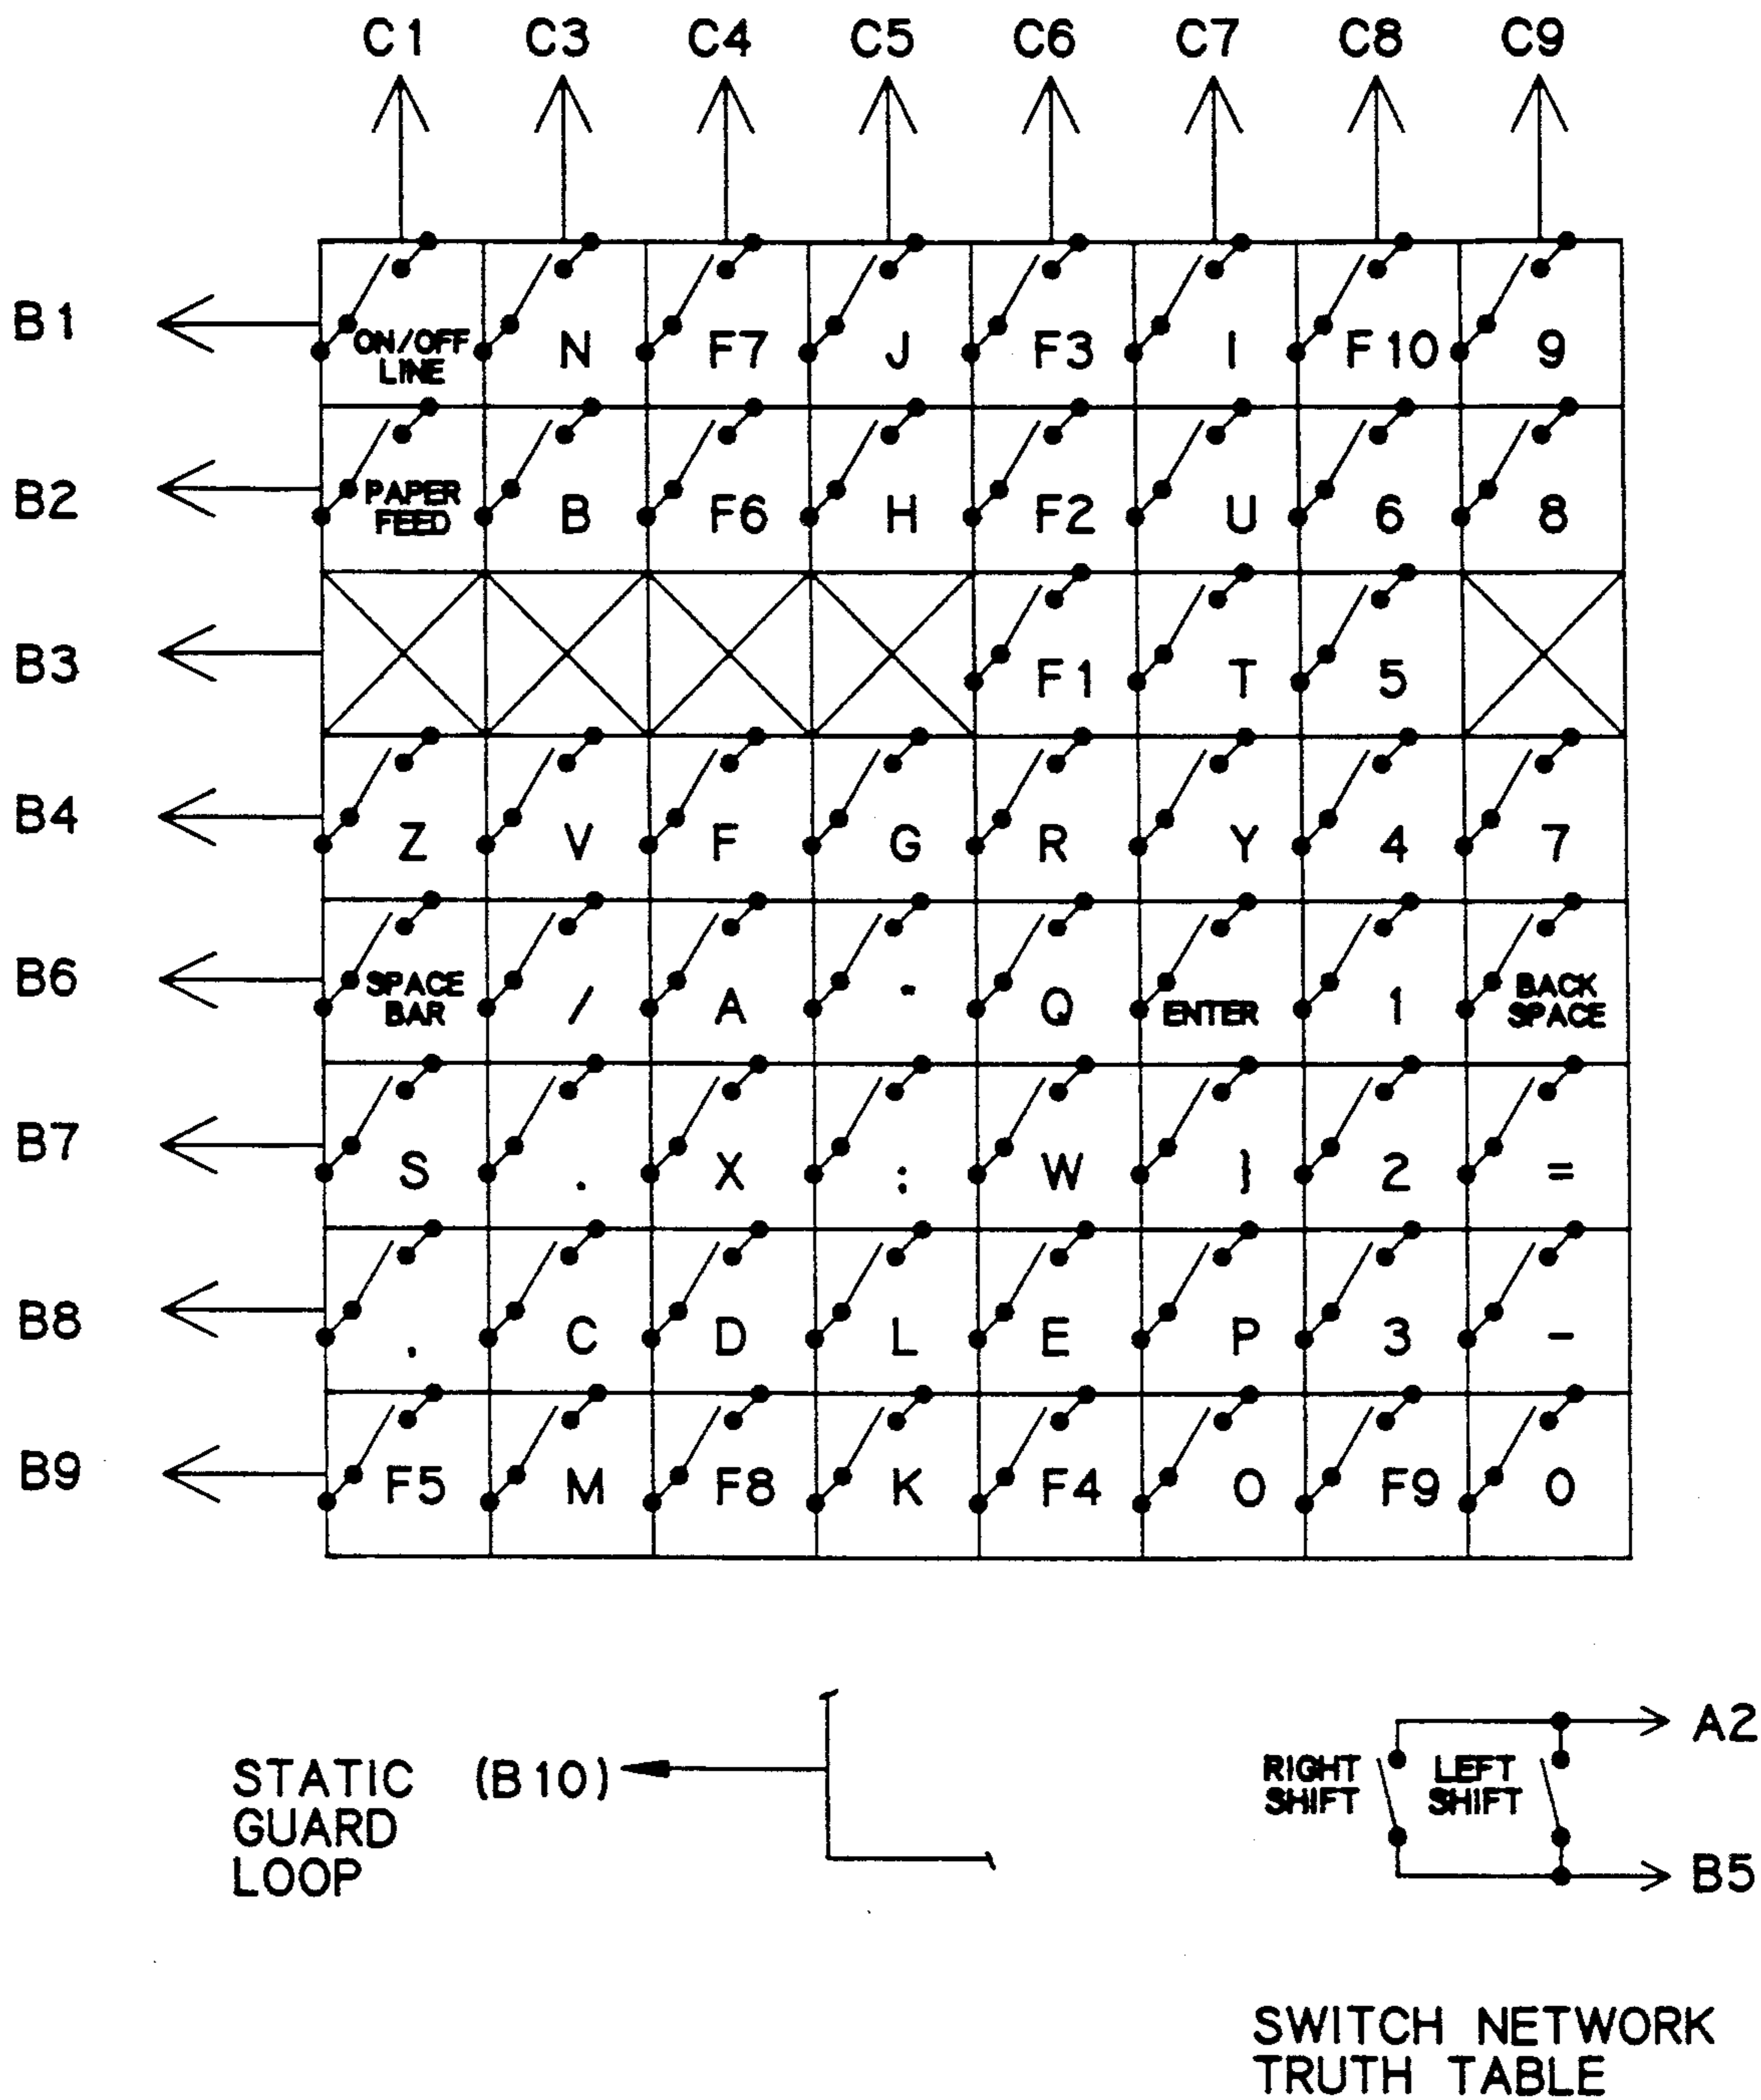 C1 C3 C4 C5 C6 C7 C8 C9
B1 ON/OFF LINE N F7 J F3 I F10 9
B2 PAPER FEED B F6 H F2 U 6 8
B3 F1 T 5
B4 Z V F G R Y 4 7
B6 SPACE BAR / A " Q ENTER 1 BACK SPACE
B7 S . X : W } 2 =
B8 . C D L E P 3 -
B9 F5 M F8 K F4 O F9 0
STATIC (B10)
GUARD
LOOP
RIGHT SHIFT
LEFT SHIFT
A2
B5
SWITCH NETWORK
TRUTH TABLE